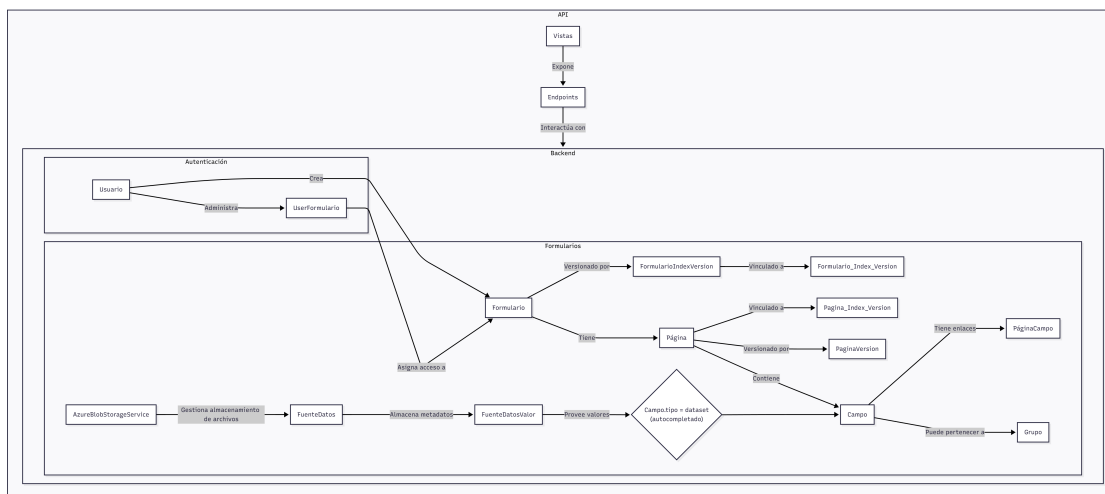 API
Vistas
Expone
Endpoints
Interactúa con
Backend
Autenticación
Usuario
Crea
Administra
UserFormulario
Formularios
Versionado por
FormularioIndexVersion
Vinculado a
Formulario_Index_Version
Formulario
Vinculado a
Pagina_Index_Version
Tiene
Página
Versionado por
PaginaVersion
Tiene enlaces
PáginaCampo
Asigna acceso a
Contiene
AzureBlobStorageService
Gestiona almacenamiento
de archivos
FuenteDatos
Almacena metadatos
FuenteDatosValor
Provee valores
Campo.tipo = dataset
(autocompletado)
Campo
Puede pertenecer a
Grupo